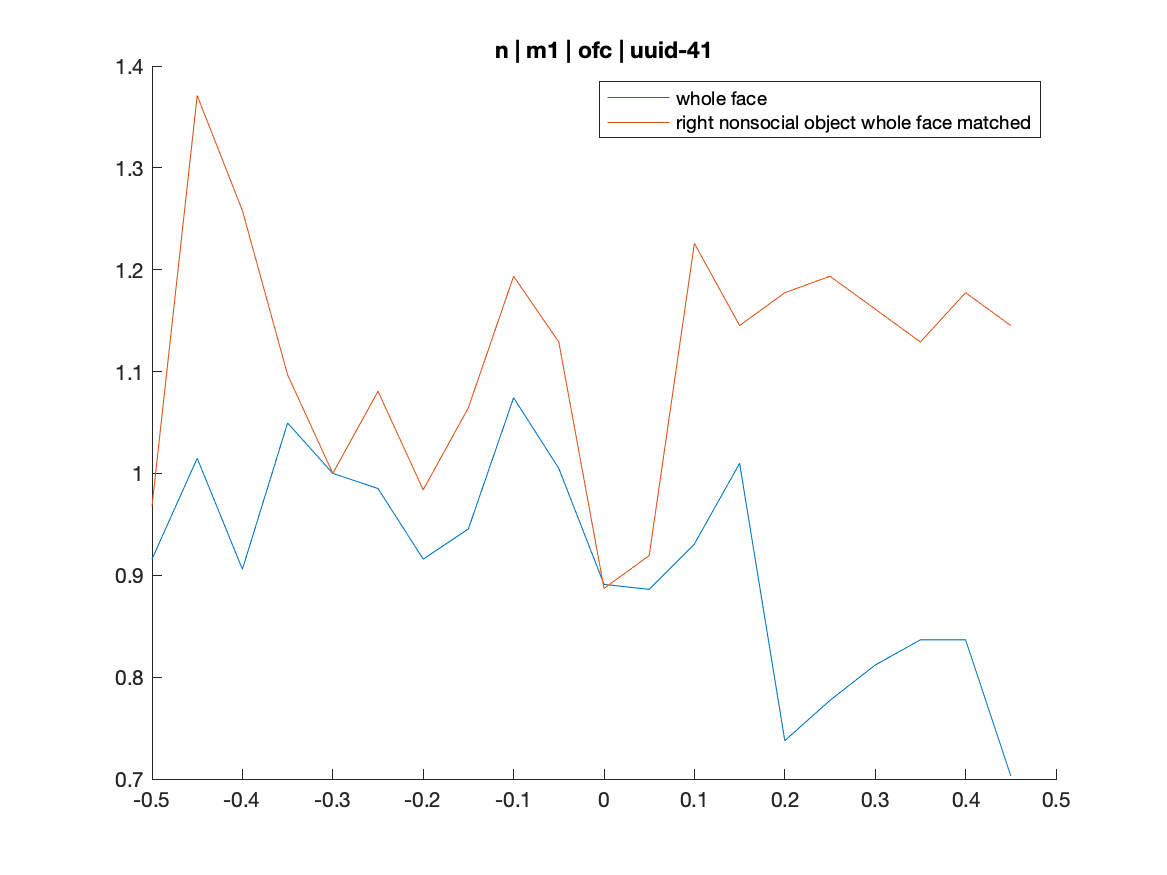 n | m1 | ofc | uuid-41
whole face
right nonsocial object whole face matched
1.4
1.3
1.2
1.1
1
0.9
0.8
0.7
-0.5 -0.4 -0.3 -0.2 -0.1 0 0.1 0.2 0.3 0.4 0.5